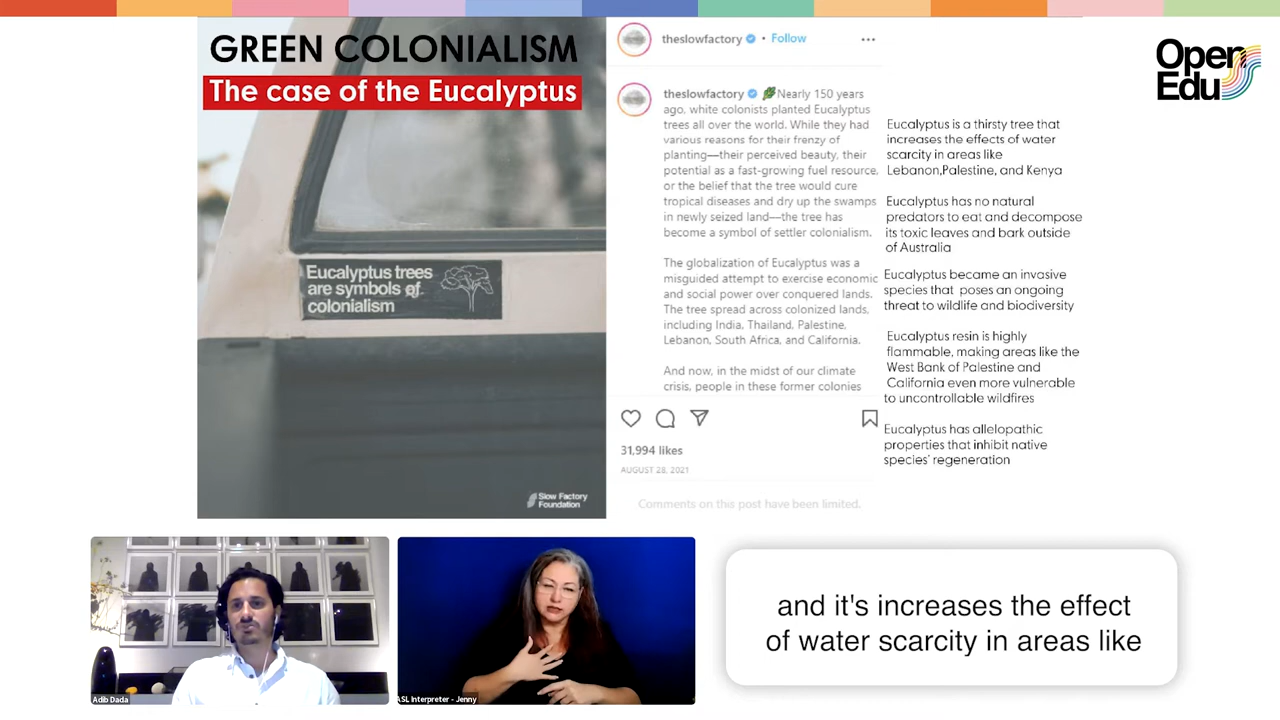 GREEN COLONIALISM
The case of the Eucalyptus
Eucalyptus trees
are symbols of
colonialism
Slow Factory
Foundation
theslowfactory • Follow
theslowfactory Nearly 150 years
ago, white colonists planted Eucalyptus
trees all over the world. While they had
various reasons for their frenzy of
planting—their perceived beauty, their
potential as a fast-growing fuel resource,
or the belief that the tree would cure
tropical diseases and dry up the swamps
in newly seized land—the tree has
become a symbol of settler colonialism.
The globalization of Eucalyptus was a
misguided attempt to exercise economic
and social power over conquered lands.
The tree spread across colonized lands,
including India, Thailand, Palestine,
Lebanon, South Africa, and California.
And now, in the midst of our climate
crisis, people in these former colonies
31,994 likes
AUGUST 28, 2021
Comments on this post have been limited.
Open
Edu
Eucalyptus is a thirsty tree that
increases the effects of water
scarcity in areas like
Lebanon,Palestine, and Kenya
Eucalyptus has no natural
predators to eat and decompose
its toxic leaves and bark outside
of Australia
Eucalyptus became an invasive
species that poses an ongoing
threat to wildlife and biodiversity
Eucalyptus resin is highly
flammable, making areas like the
West Bank of Palestine and
California even more vulnerable
to uncontrollable wildfires
Eucalyptus has allelopathic
properties that inhibit native
species' regeneration
Adib Dada
ASL Interpreter - Jenny
and it's increases the effect
of water scarcity in areas like